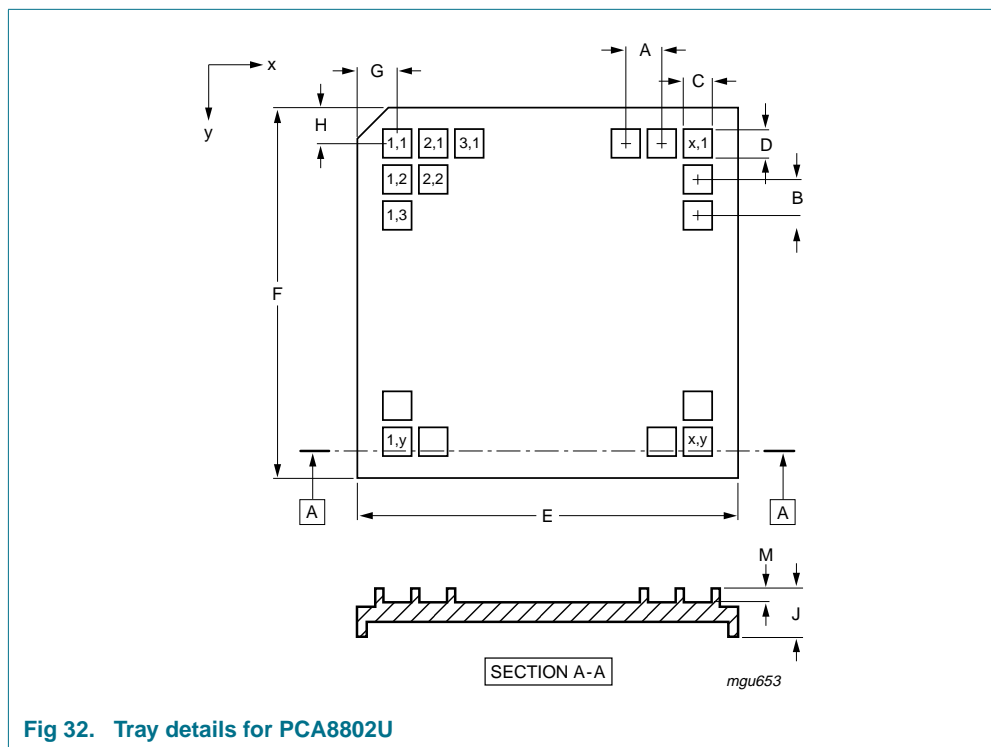 x
y
G
A
C
H
1,1 2,1 3,1
x,1
D
1,2 2,2
B
1,3
F
1,y
x,y
A
A
E
M
J
SECTION A-A
mgu653
Fig 32. Tray details for PCA8802U